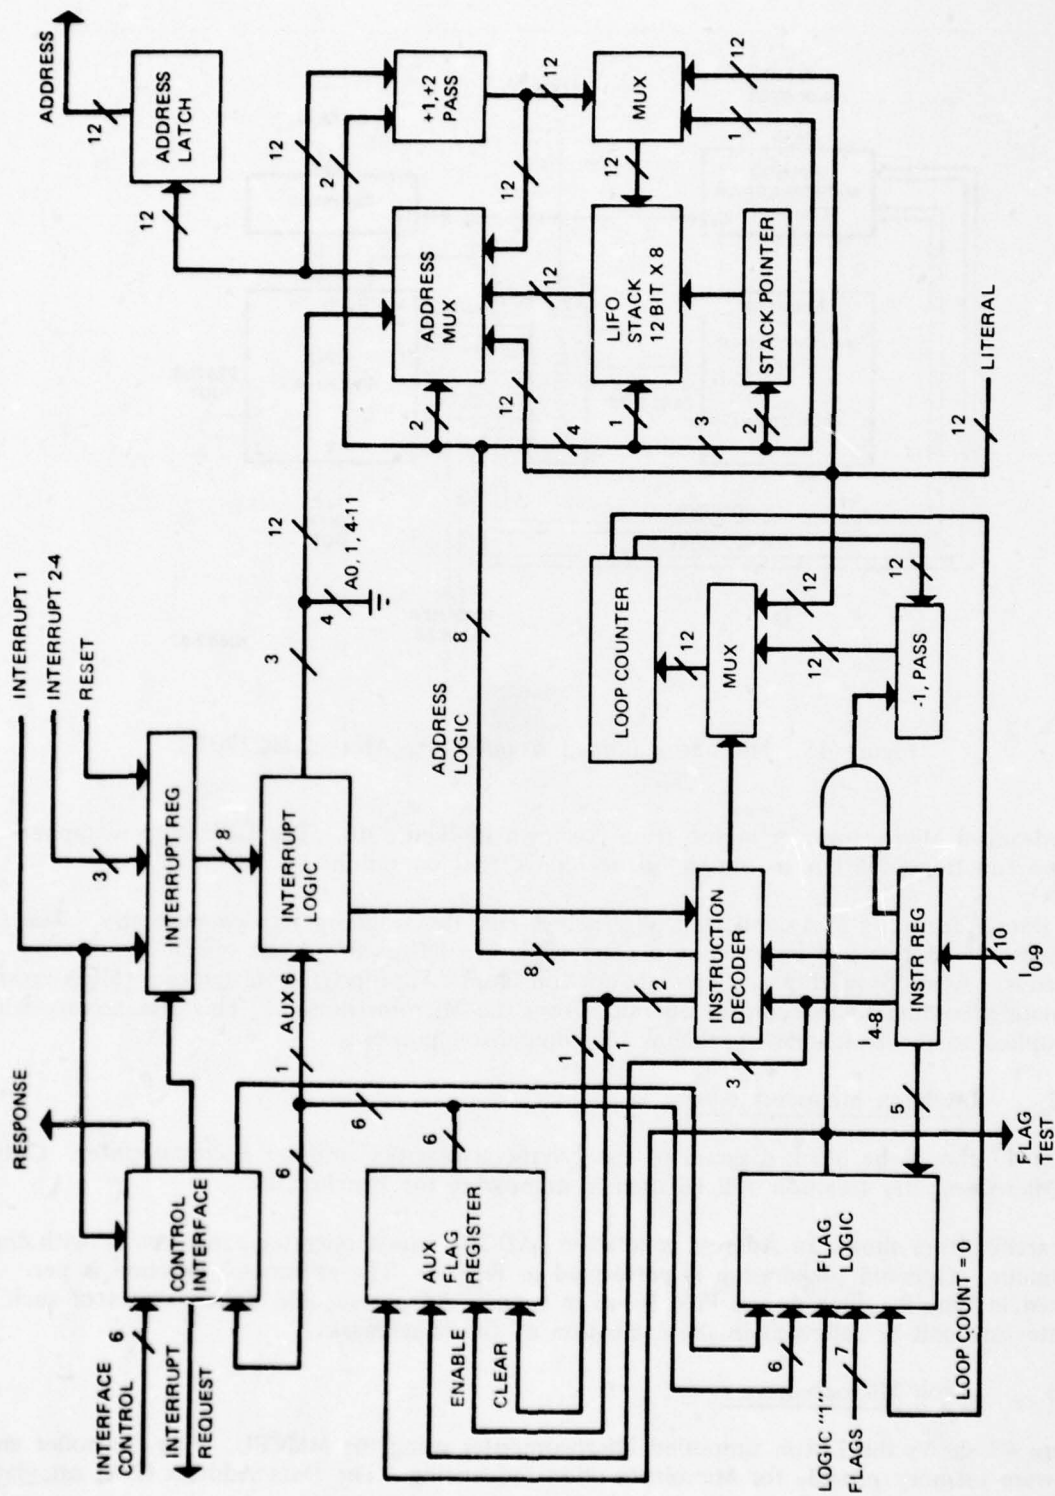 ADDRESS
12
ADDRESS
LATCH
12
12
2
+1,+2
PASS
12
12
MUX
12
1
12
ADDRESS
MUX
12
LIFO
STACK
12 BIT X 8
STACK POINTER
2
12
4
1
3
2
12
LITERAL
INTERRUPT 1
INTERRUPT 2-4
RESET
3
INTERRUPT REG
8
INTERRUPT
LOGIC
12
3
4
A0, 1, 4-11
8
ADDRESS
LOGIC
LOOP COUNTER
12
MUX
12
12
12
-1, PASS
RESPONSE
CONTROL
INTERFACE
INTERFACE
CONTROL
6
INTERRUPT
REQUEST
AUX 6
1
6
6
6
AUX
FLAG
REGISTER
ENABLE
CLEAR
8
2
1
1
3
INSTRUCTION
DECODER
4-8
INSTR REG
10
I0-9
5
FLAG
TEST
FLAG
LOGIC
6
LOGIC "1"
FLAGS
7
LOOP COUNT = 0